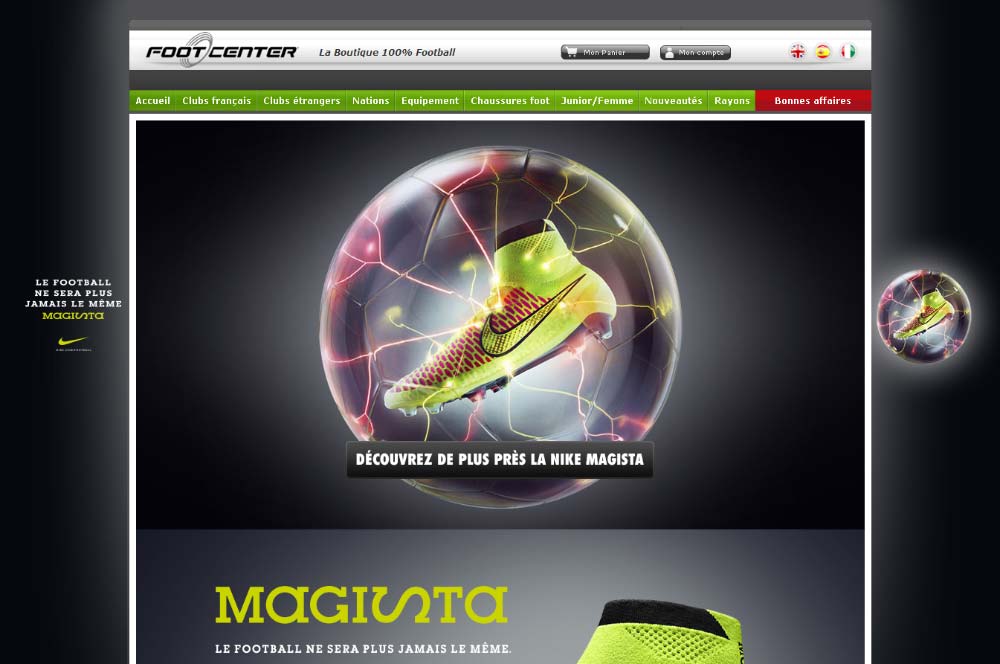 FOOT CENTER
La Boutique 100% Football
Mon Panier
Mon compte
Accueil
Clubs français
Clubs étrangers
Nations
Equipement
Chaussures foot
Junior/Femme
Nouveautés
Rayons
Bonnes affaires
LE FOOTBALL
NE SERA PLUS
JAMAIS LE MÊME
MAGISTA
DÉCOUVREZ DE PLUS PRÈS LA NIKE MAGISTA
MAGISTA
LE FOOTBALL NE SERA PLUS JAMAIS LE MÊME.